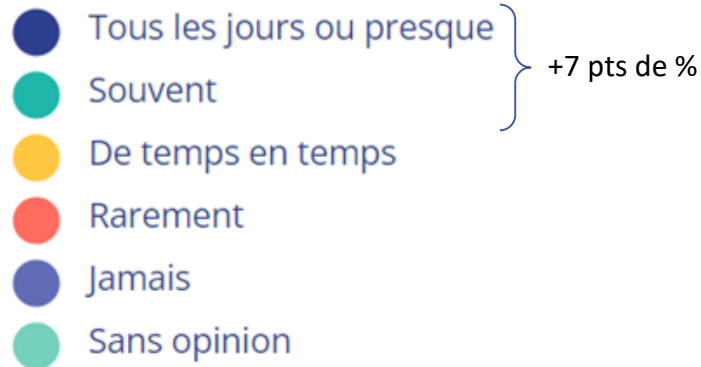 Tous les jours ou presque
+7 pts de %
Souvent
De temps en temps
Rarement
Jamais
Sans opinion